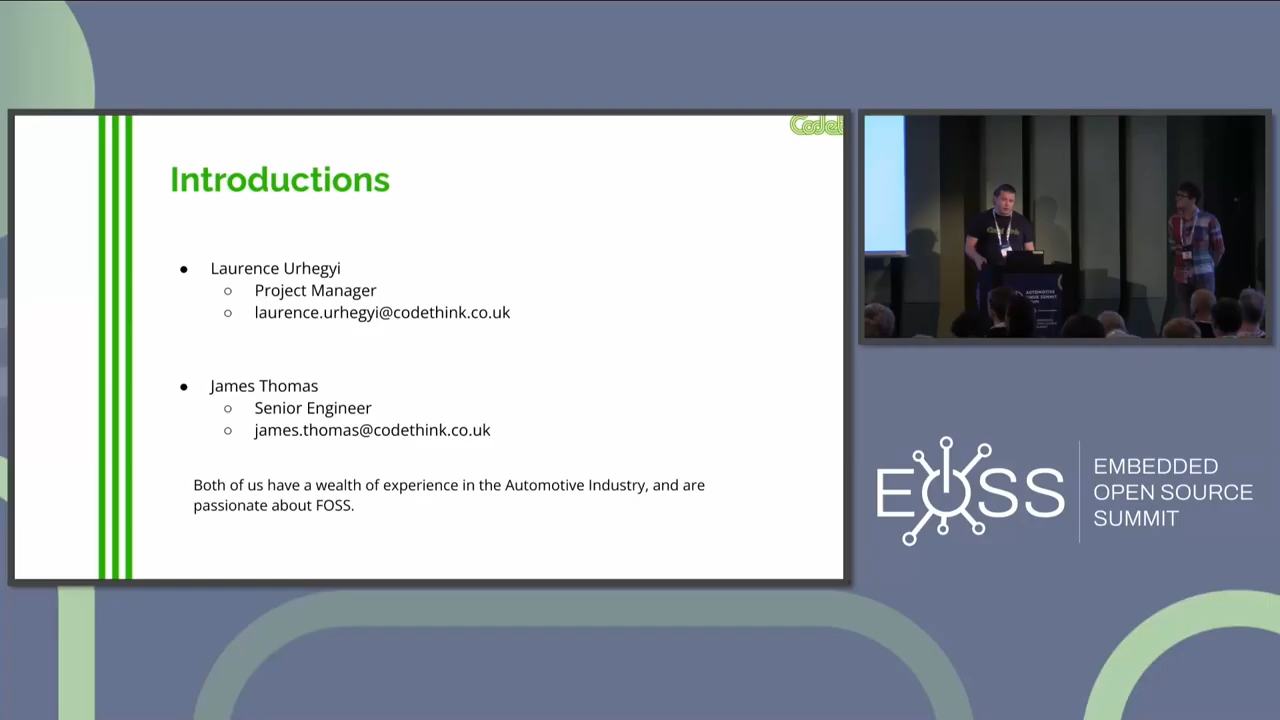 Introductions
● Laurence Urhegyi
○ Project Manager
○ laurence.urhegyi@codethink.co.uk
● James Thomas
○ Senior Engineer
○ james.thomas@codethink.co.uk
Both of us have a wealth of experience in the Automotive Industry, and are
passionate about FOSS.
AUTOMOTIVE
EOSS
EMBEDDED
OPEN SOURCE
SUMMIT